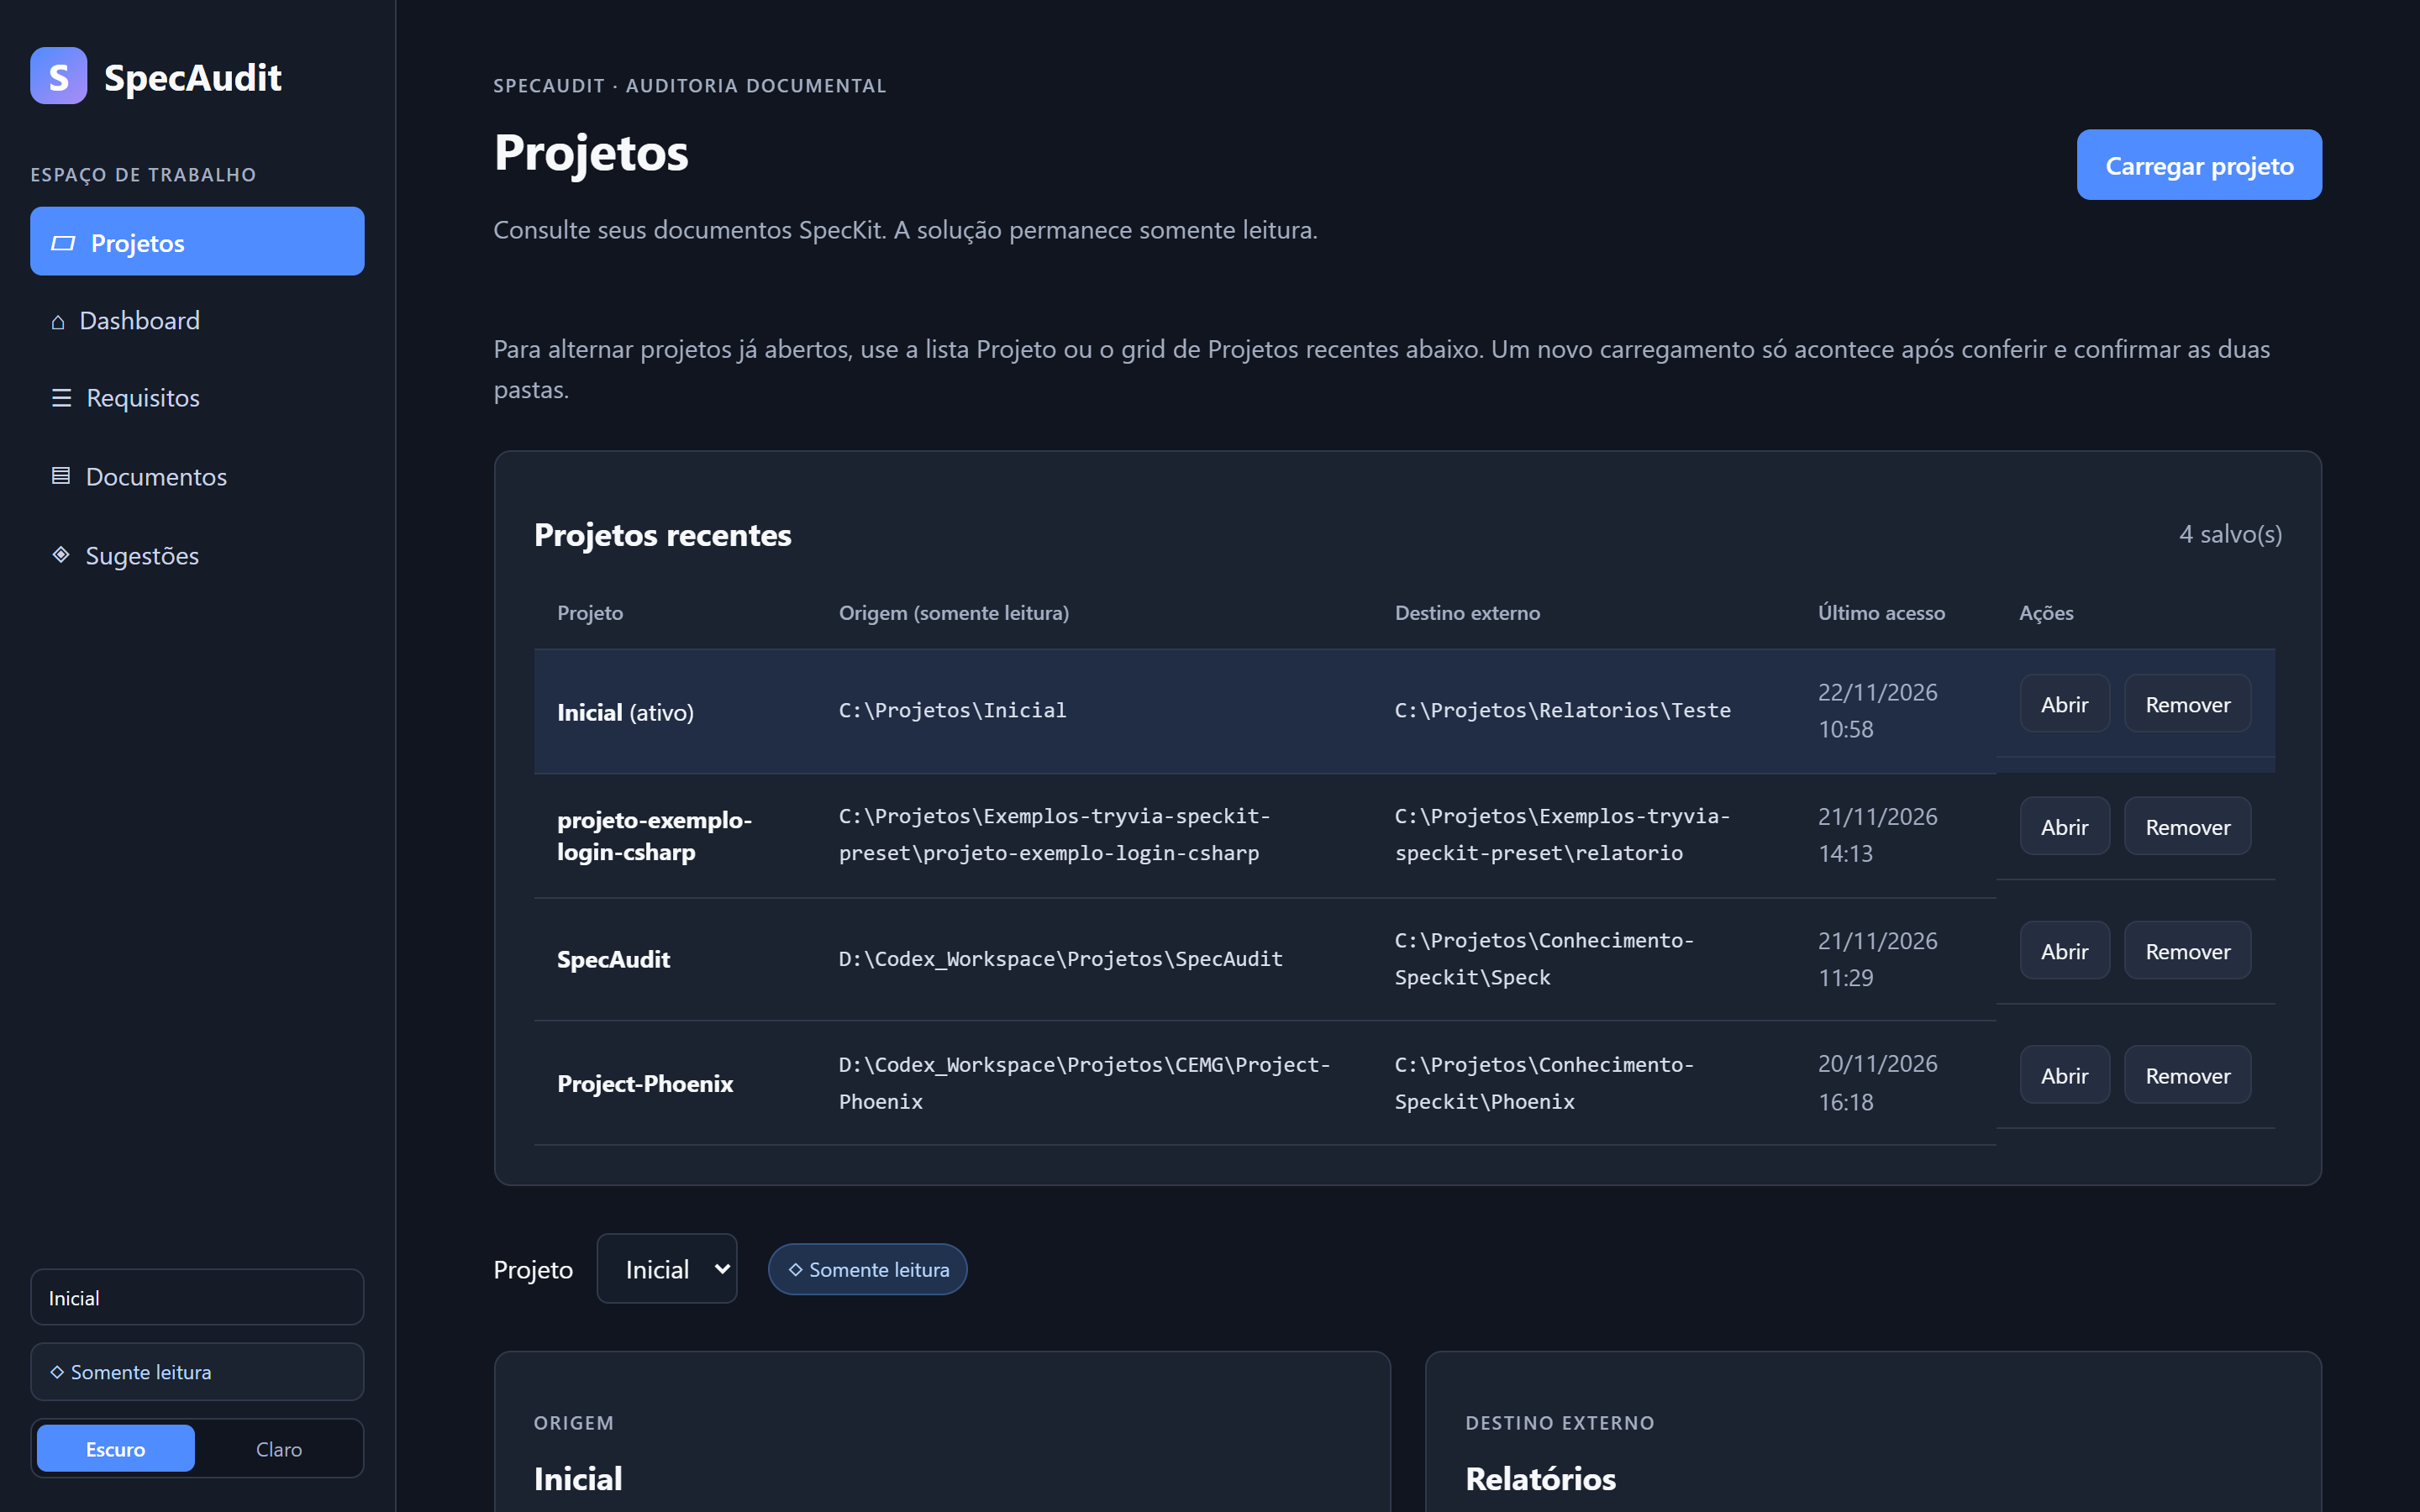 S SpecAudit
ESPAÇO DE TRABALHO
Projetos
Dashboard
Requisitos
Documentos
Sugestões
Inicial
Somente leitura
Escuro Claro
SPECAUDIT · AUDITORIA DOCUMENTAL
Projetos
Carregar projeto
Consulte seus documentos SpecKit. A solução permanece somente leitura.
Para alternar projetos já abertos, use a lista Projeto ou o grid de Projetos recentes abaixo. Um novo carregamento só acontece após conferir e confirmar as duas
pastas.
Projetos recentes
4 salvo(s)
Projeto Origem (somente leitura) Destino externo Último acesso Ações
Inicial (ativo)
C:\Projetos\Inicial
C:\Projetos\Relatorios\Teste
22/11/2026
10:58
Abrir Remover
projeto-exemplo-
login-csharp
C:\Projetos\Exemplos-tryvia-speckit-
preset\projeto-exemplo-login-csharp
C:\Projetos\Exemplos-tryvia-
speckit-preset\relatorio
21/11/2026
14:13
Abrir Remover
SpecAudit
D:\Codex_Workspace\Projetos\SpecAudit
C:\Projetos\Conhecimento-
Speckit\Speck
21/11/2026
11:29
Abrir Remover
Project-Phoenix
D:\Codex_Workspace\Projetos\CEMG\Project-
Phoenix
C:\Projetos\Conhecimento-
Speckit\Phoenix
20/11/2026
16:18
Abrir Remover
Projeto Inicial Somente leitura
ORIGEM
Inicial
DESTINO EXTERNO
Relatórios